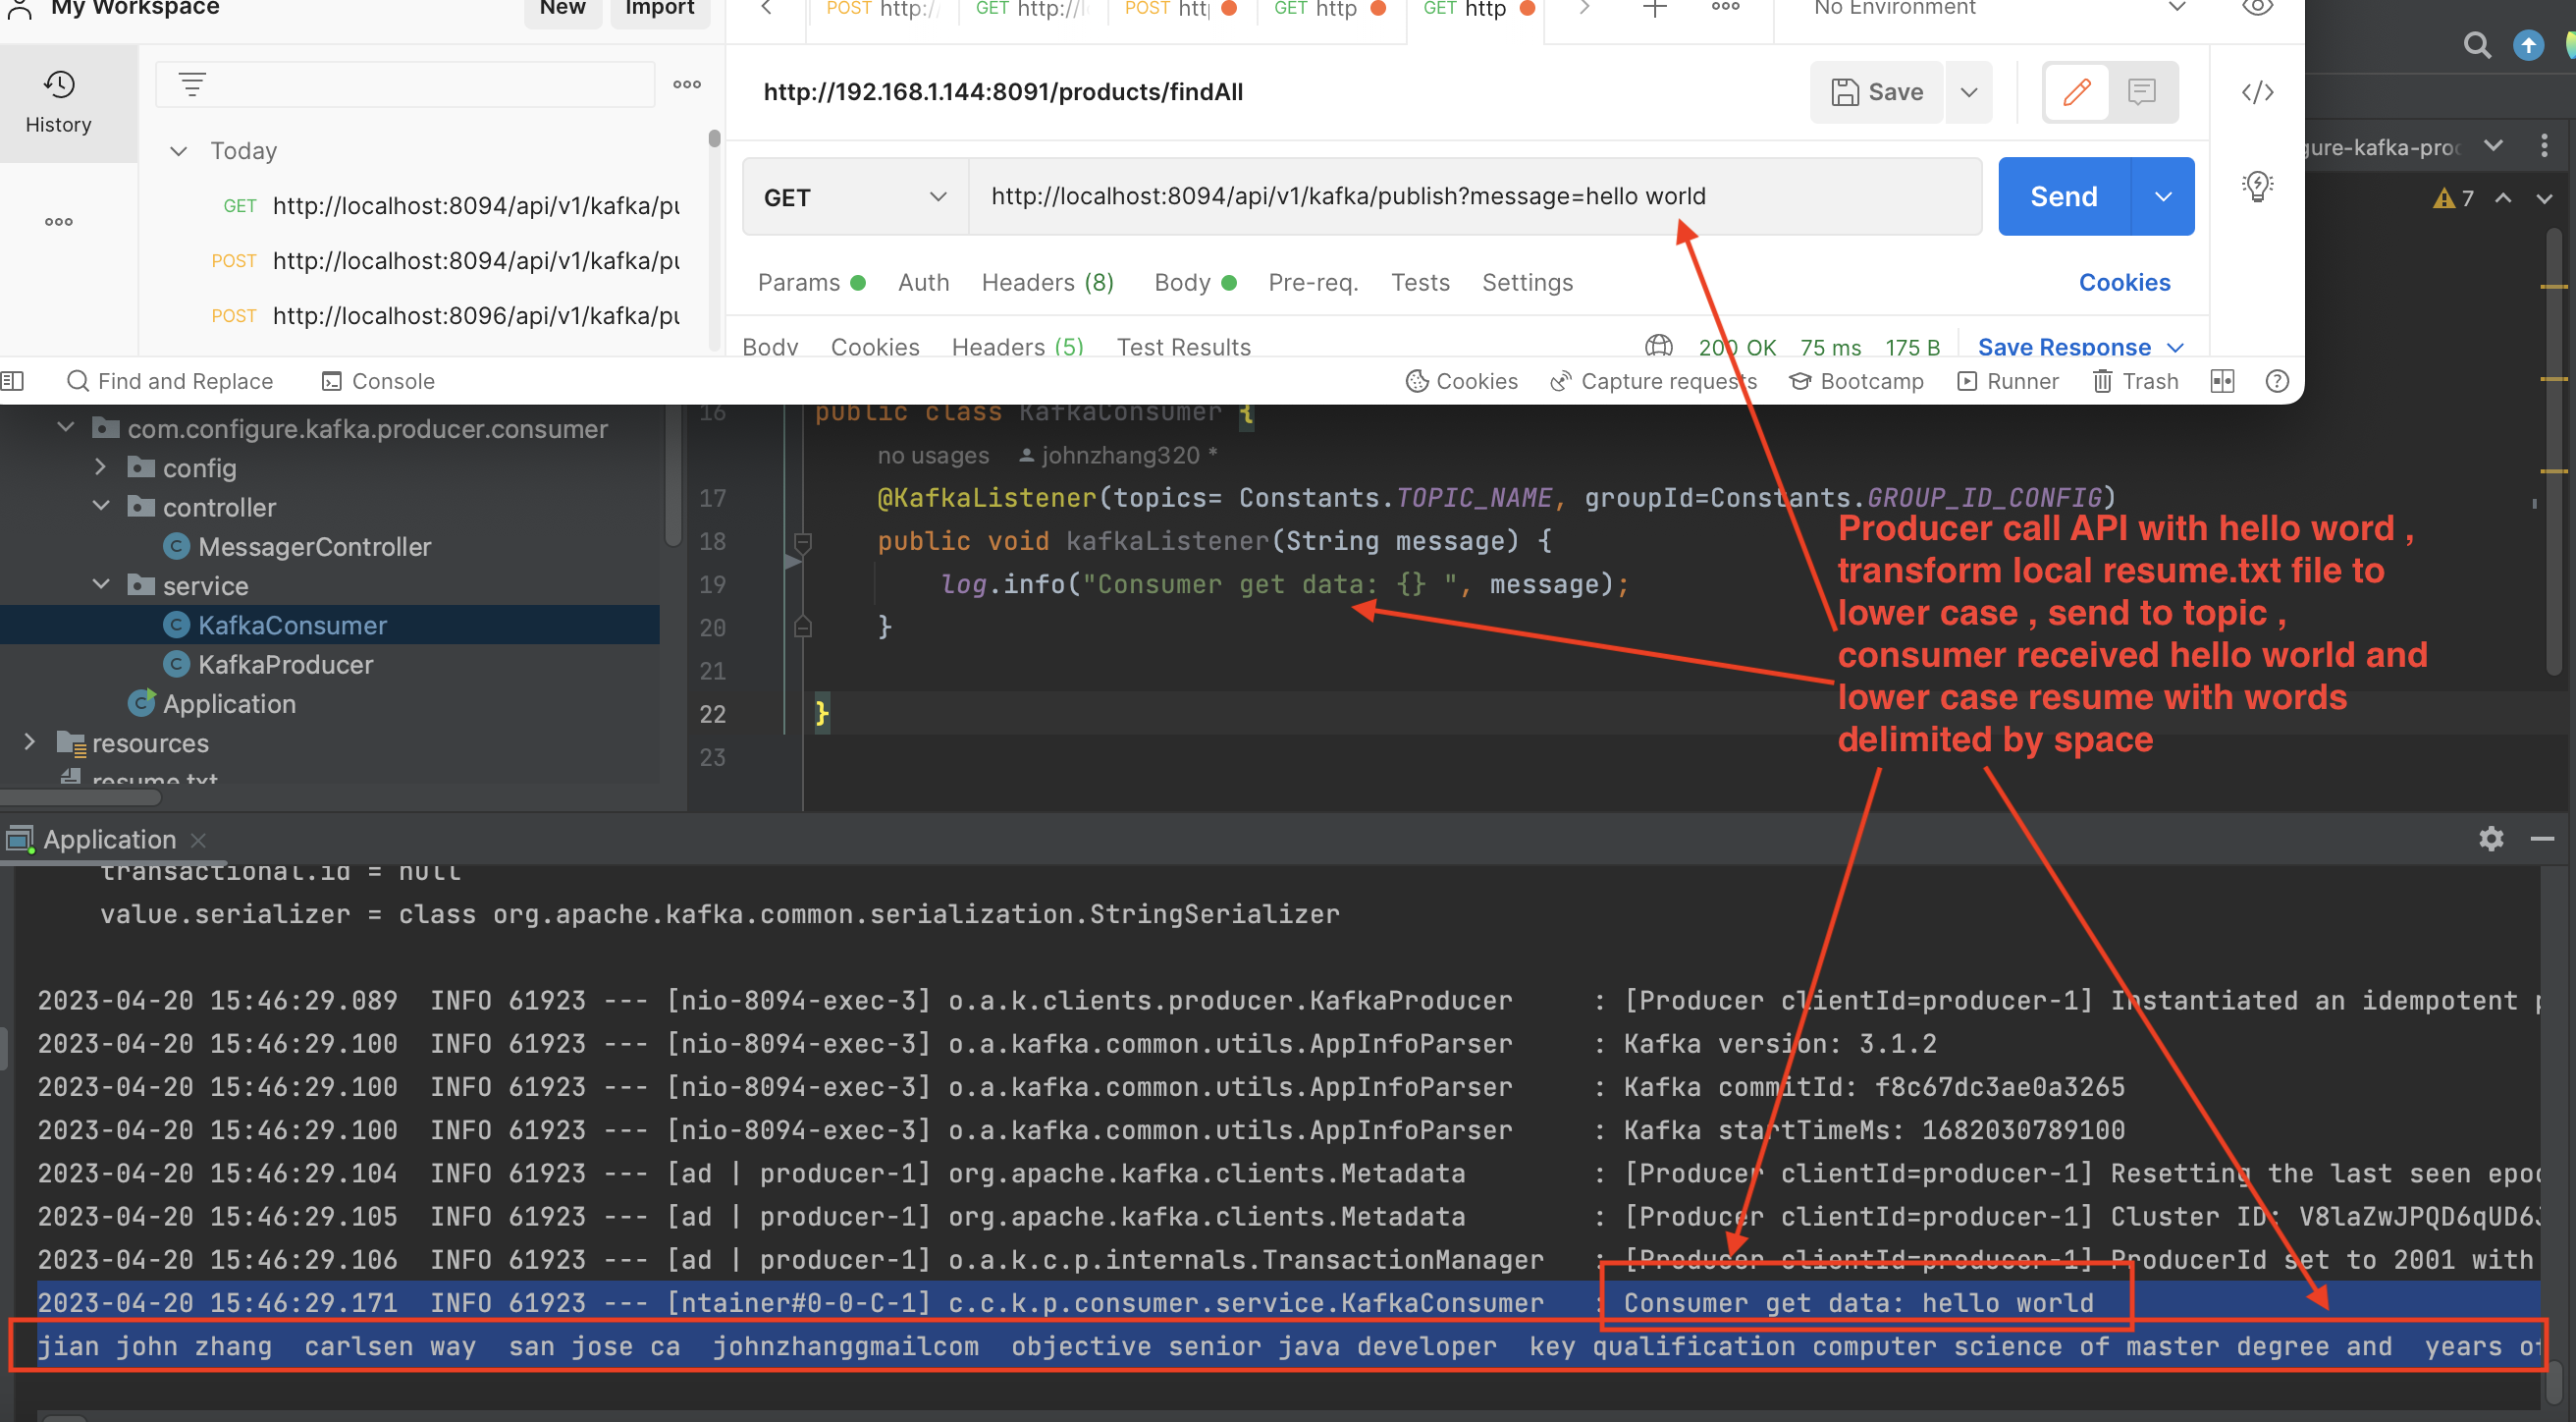 My Workspace
New
Import
POST http:/
GET http://l
POST htt
GET http
GET http
No Environment
History
Today
GET http://localhost:8094/api/v1/kafka/pu
POST http://localhost:8094/api/v1/kafka/pu
POST http://localhost:8096/api/v1/kafka/pu
http://192.168.1.144:8091/products/findAll
Save
GET
http://localhost:8094/api/v1/kafka/publish?message=hello world
Send
Params
Auth
Headers (8)
Body
Pre-req.
Tests
Settings
Cookies
Body
Cookies
Headers (5)
Test Results
200 OK
75 ms
175 B
Save Response
Find and Replace
Console
Cookies
Capture requests
Bootcamp
Runner
Trash
gure-kafka-pro
7
com.configure.kafka.producer.consumer
config
controller
MessagerController
service
KafkaConsumer
KafkaProducer
Application
resources
resume.txt
16 public class KafkaConsumer {
no usages johnzhang320 *
17 @KafkaListener(topics= Constants.TOPIC_NAME, groupId=Constants.GROUP_ID_CONFIG)
18 public void kafkaListener(String message) {
19 log.info("Consumer get data: {} ", message);
20 }
21
22 }
23
Producer call API with hello word ,
transform local resume.txt file to
lower case , send to topic ,
consumer received hello world and
lower case resume with words
delimited by space
Application
transactional.id = null
value.serializer = class org.apache.kafka.common.serialization.StringSerializer
2023-04-20 15:46:29.089 INFO 61923 --- [nio-8094-exec-3] o.a.k.clients.producer.KafkaProducer : [Producer clientId=producer-1] Instantiated an idempotent p
2023-04-20 15:46:29.100 INFO 61923 --- [nio-8094-exec-3] o.a.kafka.common.utils.AppInfoParser : Kafka version: 3.1.2
2023-04-20 15:46:29.100 INFO 61923 --- [nio-8094-exec-3] o.a.kafka.common.utils.AppInfoParser : Kafka commitId: f8c67dc3ae0a3265
2023-04-20 15:46:29.100 INFO 61923 --- [nio-8094-exec-3] o.a.kafka.common.utils.AppInfoParser : Kafka startTimeMs: 1682030789100
2023-04-20 15:46:29.104 INFO 61923 --- [ad | producer-1] org.apache.kafka.clients.Metadata : [Producer clientId=producer-1] Resetting the last seen epoc
2023-04-20 15:46:29.105 INFO 61923 --- [ad | producer-1] org.apache.kafka.clients.Metadata : [Producer clientId=producer-1] Cluster ID: V8laZwJPQD6qUD6J
2023-04-20 15:46:29.106 INFO 61923 --- [ad | producer-1] o.a.k.c.p.internals.TransactionManager : [Producer clientId=producer-1] ProducerId set to 2001 with
2023-04-20 15:46:29.171 INFO 61923 --- [ntainer#0-0-C-1] c.c.k.p.consumer.service.KafkaConsumer : Consumer get data: hello world
jian john zhang carlsen way san jose ca johnzhanggmailcom objective senior java developer key qualification computer science of master degree and years of